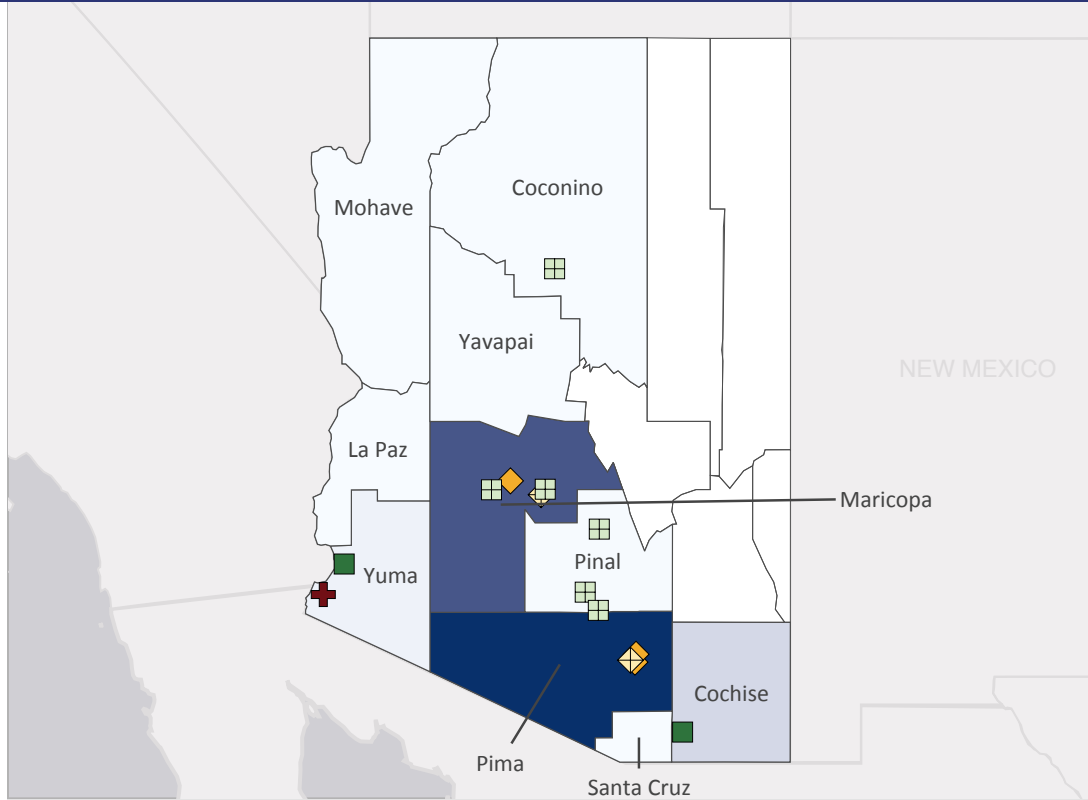 Coconino
Mohave
Yavapai
NEW MEXICO
La Paz
Maricopa
Pinal
Yuma
Cochise
Pima
Santa Cruz